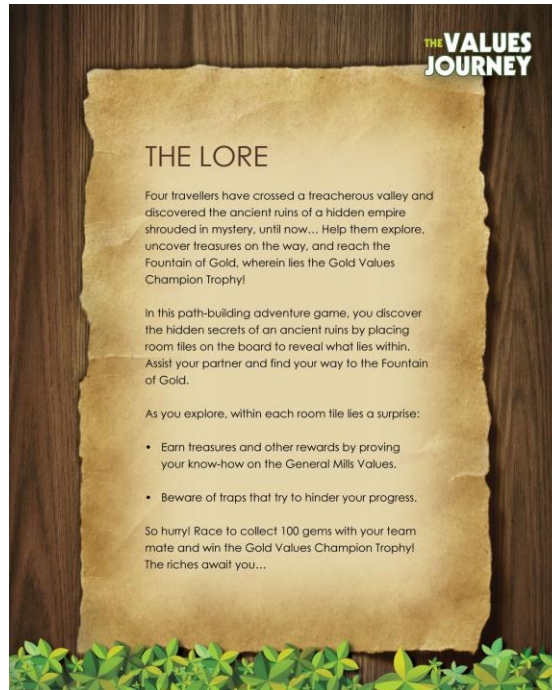 THE VALUES
JOURNEY
THE LORE
Four travellers have crossed a treacherous valley and
discovered the ancient ruins of a hidden empire
shrouded in mystery, until now... Help them explore,
uncover treasures on the way, and reach the
Fountain of Gold, wherein lies the Gold Values
Champion Trophy!
In this path-building adventure game, you discover
the hidden secrets of an ancient ruins by placing
room tiles on the board to reveal what lies within.
Assist your partner and find your way to the Fountain
of Gold.
As you explore, within each room tile lies a surprise:
• Earn treasures and other rewards by proving
your know-how on the General Mills Values.
• Beware of traps that try to hinder your progress.
So hurry! Race to collect 100 gems with your team
mate and win the Gold Values Champion Trophy!
The riches await you...